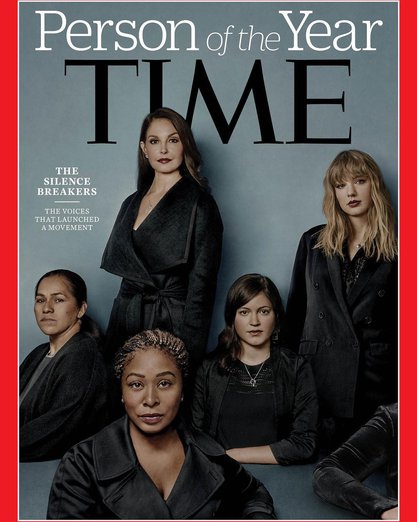 Person of the Year
TIME
THE
SILENCE
BREAKERS
THE VOICES
THAT LAUNCHED
A MOVEMENT